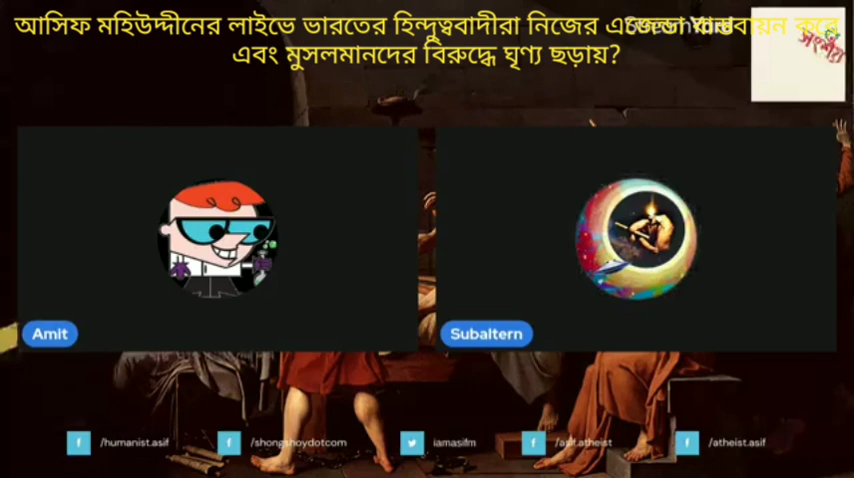 আসিফ মহিউদ্দীনের লাইভে ভারতের হিন্দুত্ববাদীরা নিজের এজেন্ডা বাস্তবায়ন করে
এবং মুসলমানদের বিরুদ্ধে ঘৃণ্য ছড়ায়?
সংশয়
Amit
Subaltern
/humanist.asif
/shongshoydotcom
iamasifm
/asif.atheist
/atheist.asif